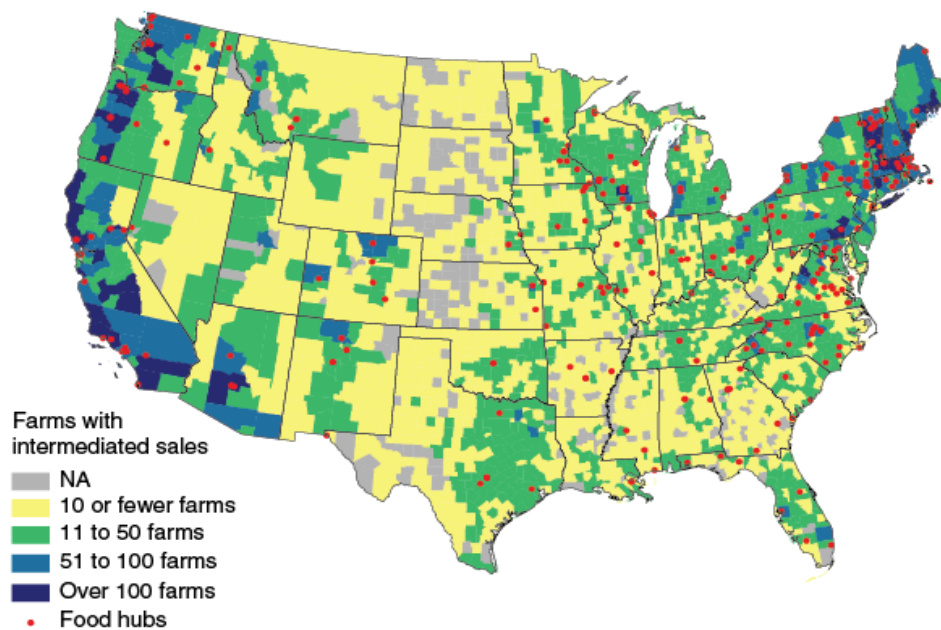 Farms with
intermediated sales
NA
10 or fewer farms
11 to 50 farms
51 to 100 farms
Over 100 farms
Food hubs